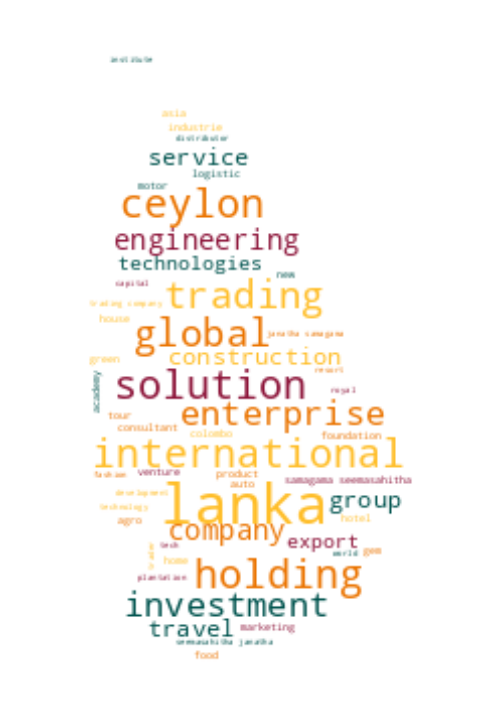 institute
asia
industrie
distributor
service
logistic
motor
ceylon
engineering
technologies
new
capital
trading
trading company
house
global
janatha samagama
construction
green
resort
solution
academy
royal
enterprise
tour
consultant
colombo
foundation
international
fashion
venture
product
samagama seemasahitha
auto
lanka
development
group
technology
agro
hotel
company
export
tech
world
gem
home
plantation
holding
investment
travel
marketing
seemasahitha janatha
food